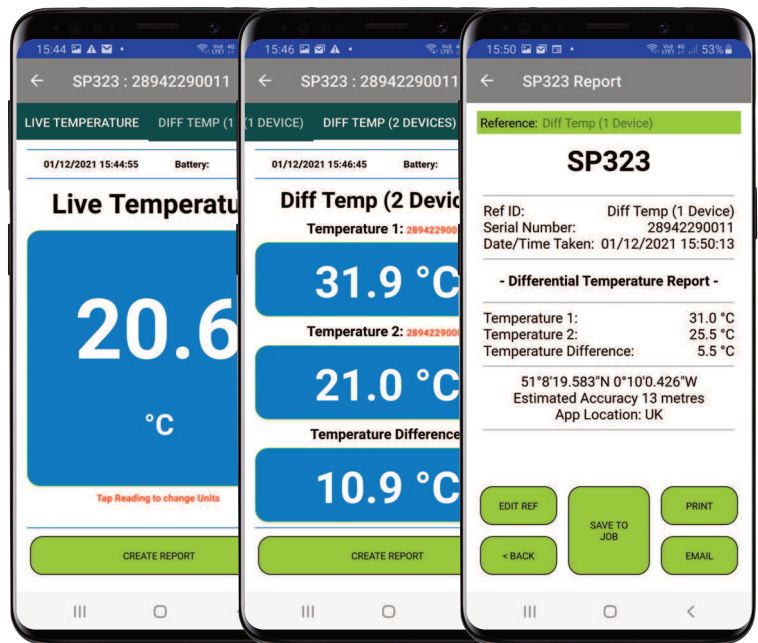 15:44
SP323 : 28942290011
LIVE TEMPERATURE DIFF TEMP (1
01/12/2021 15:44:55 Battery:
Live Temperatu
20.6
°C
Tap Reading to change Units
CREATE REPORT
15:46
SP323 : 28942290011
(1 DEVICE) DIFF TEMP (2 DEVICES)
01/12/2021 15:46:45 Battery:
Diff Temp (2 Devic
Temperature 1: 289422900
31.9 °C
Temperature 2: 289422900
21.0 °C
Temperature Difference
10.9 °C
CREATE REPORT
15:50 53%
SP323 Report
Reference: Diff Temp (1 Device)
SP323
Ref ID: Diff Temp (1 Device)
Serial Number: 28942290011
Date/Time Taken: 01/12/2021 15:50:13
- Differential Temperature Report -
Temperature 1: 31.0 °C
Temperature 2: 25.5 °C
Temperature Difference: 5.5 °C
51°8'19.583"N 0°10'0.426"W
Estimated Accuracy 13 metres
App Location: UK
EDIT REF
SAVE TO
JOB
PRINT
< BACK
EMAIL